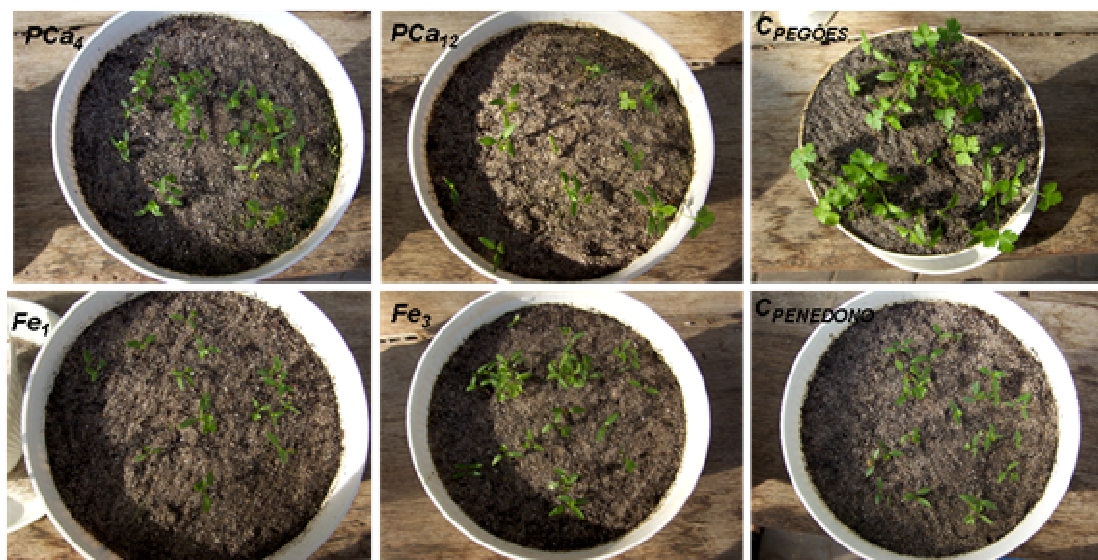 PCa4
PCa12
CPEGÕES
Fe1
Fe3
CPENEDONO